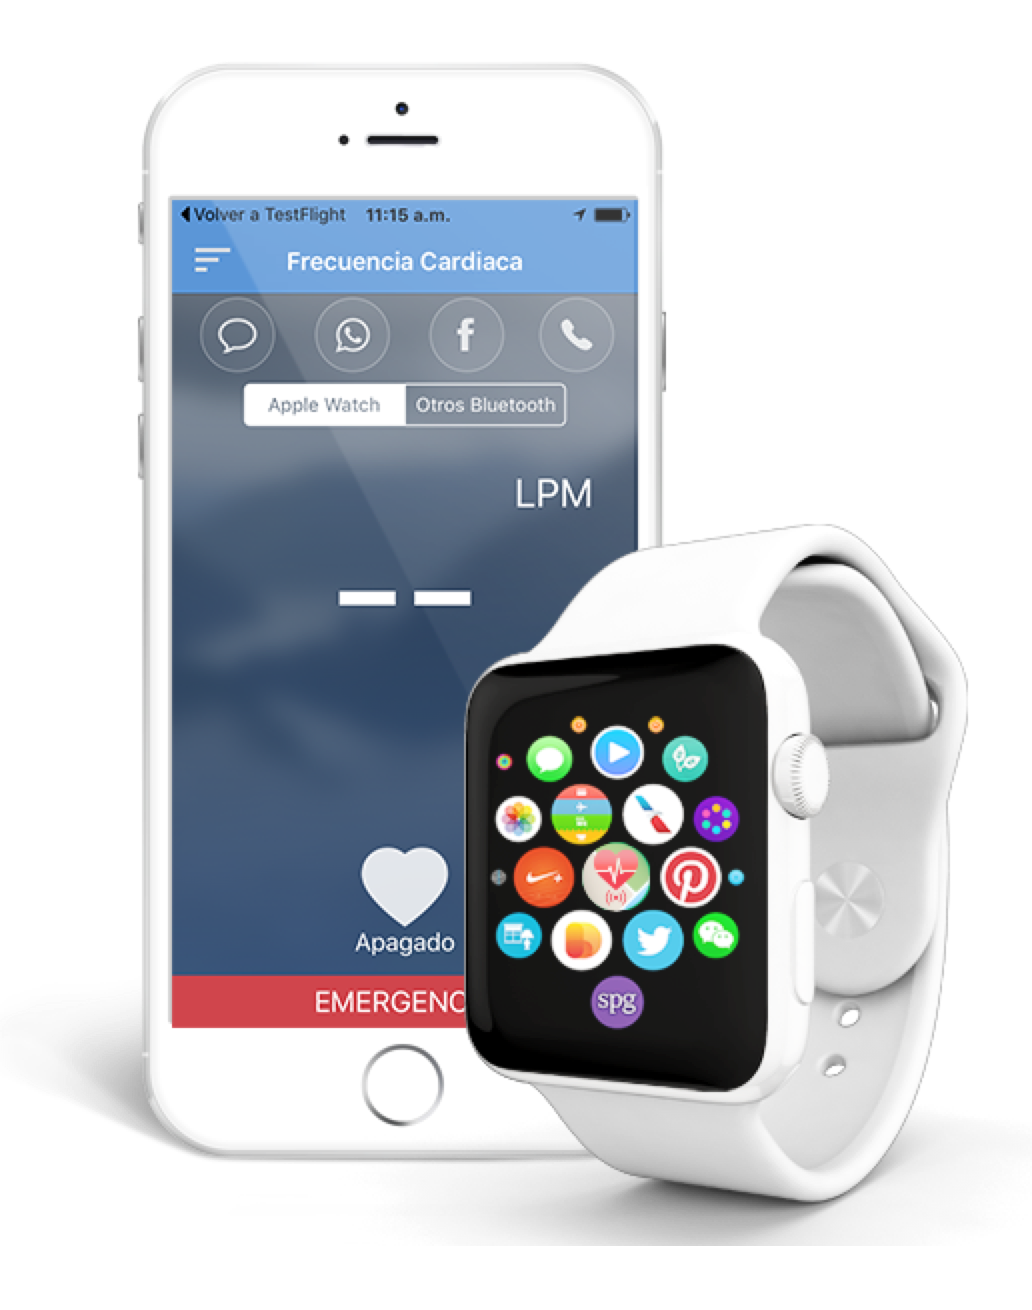 Volver a TestFlight 11:15 a.m.
Frecuencia Cardiaca
Apple Watch Otros Bluetooth
LPM
-- 
Apagado
EMERGENC
spg